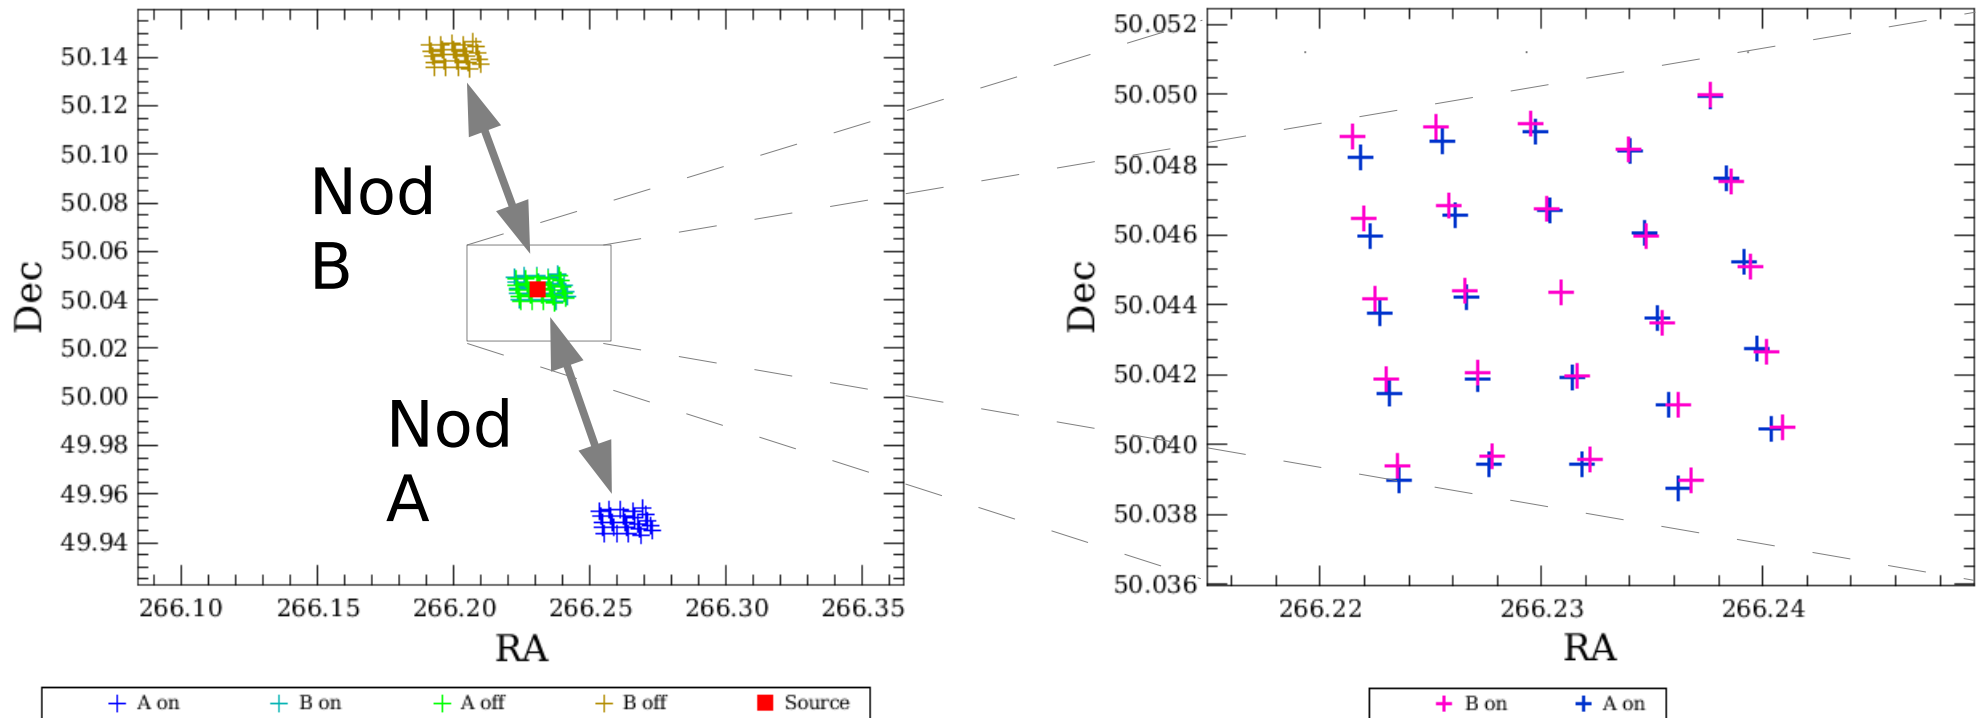 50.14
50.12
50.10
50.08
50.06
50.04
50.02
50.00
49.98
49.96
49.94
Dec
Nod
B
Nod
A
266.10 266.15 266.20 266.25 266.30 266.35
RA
A on B on A off B off Source
50.052
50.050
50.048
50.046
50.044
50.042
50.040
50.038
50.036
Dec
266.22 266.23 266.24
RA
B on A on